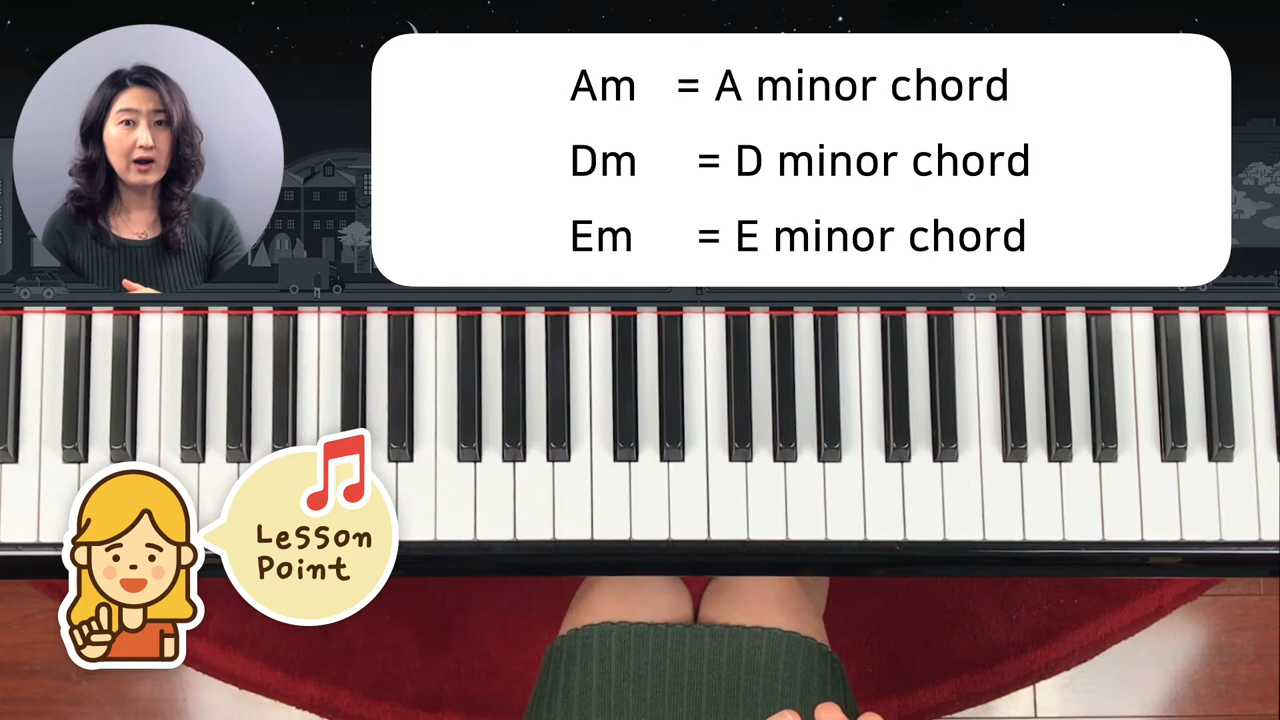 Am = A minor chord
Dm = D minor chord
Em = E minor chord
Lesson
Point